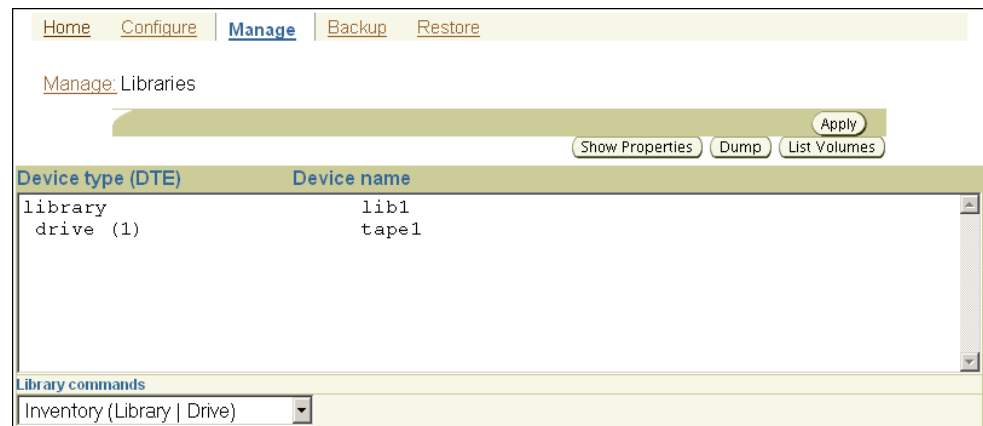 Home Configure Manage Backup Restore
Manage: Libraries
Apply
Show Properties Dump List Volumes
Device type (DTE) Device name
library lib1
drive (1) tape1
Library commands
Inventory (Library | Drive)